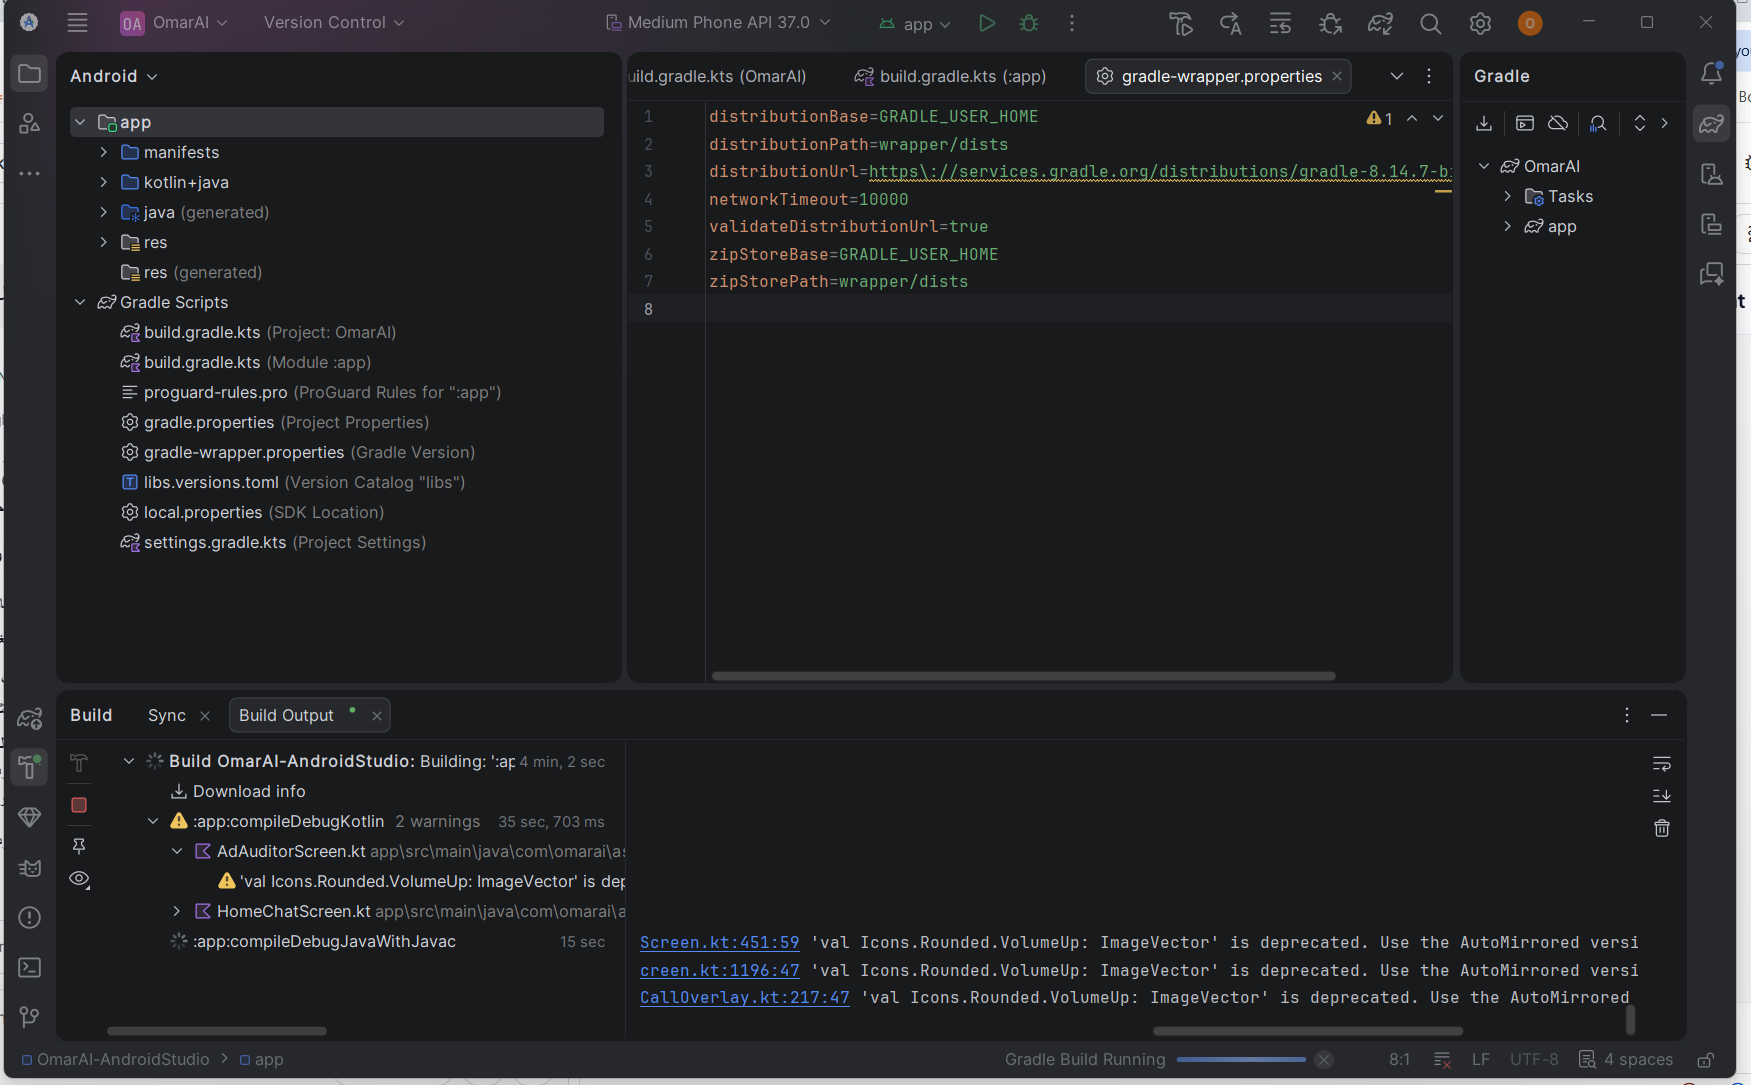 OA OmarAI
Version Control
Medium Phone API 37.0
app
O
Android
app
manifests
kotlin+java
java (generated)
res
res (generated)
Gradle Scripts
build.gradle.kts (Project: OmarAI)
build.gradle.kts (Module :app)
proguard-rules.pro (ProGuard Rules for ":app")
gradle.properties (Project Properties)
gradle-wrapper.properties (Gradle Version)
libs.versions.toml (Version Catalog "libs")
local.properties (SDK Location)
settings.gradle.kts (Project Settings)
uild.gradle.kts (OmarAI)
build.gradle.kts (:app)
gradle-wrapper.properties
1
1 distributionBase=GRADLE_USER_HOME
2 distributionPath=wrapper/dists
3 distributionUrl=https\://services.gradle.org/distributions/gradle-8.14.7-b
4 networkTimeout=10000
5 validateDistributionUrl=true
6 zipStoreBase=GRADLE_USER_HOME
7 zipStorePath=wrapper/dists
8
Gradle
OmarAI
Tasks
app
Build
Sync
Build Output
Build OmarAI-AndroidStudio: Building: ':ap 4 min, 2 sec
Download info
:app:compileDebugKotlin 2 warnings 35 sec, 703 ms
AdAuditorScreen.kt app\src\main\java\com\omarai\as
'val Icons.Rounded.VolumeUp: ImageVector' is dep
HomeChatScreen.kt app\src\main\java\com\omarai\a
:app:compileDebugJavaWithJavac 15 sec
Screen.kt:451:59 'val Icons.Rounded.VolumeUp: ImageVector' is deprecated. Use the AutoMirrored versi
creen.kt:1196:47 'val Icons.Rounded.VolumeUp: ImageVector' is deprecated. Use the AutoMirrored versi
CallOverlay.kt:217:47 'val Icons.Rounded.VolumeUp: ImageVector' is deprecated. Use the AutoMirrored
OmarAI-AndroidStudio > app
Gradle Build Running
8:1
LF
UTF-8
4 spaces